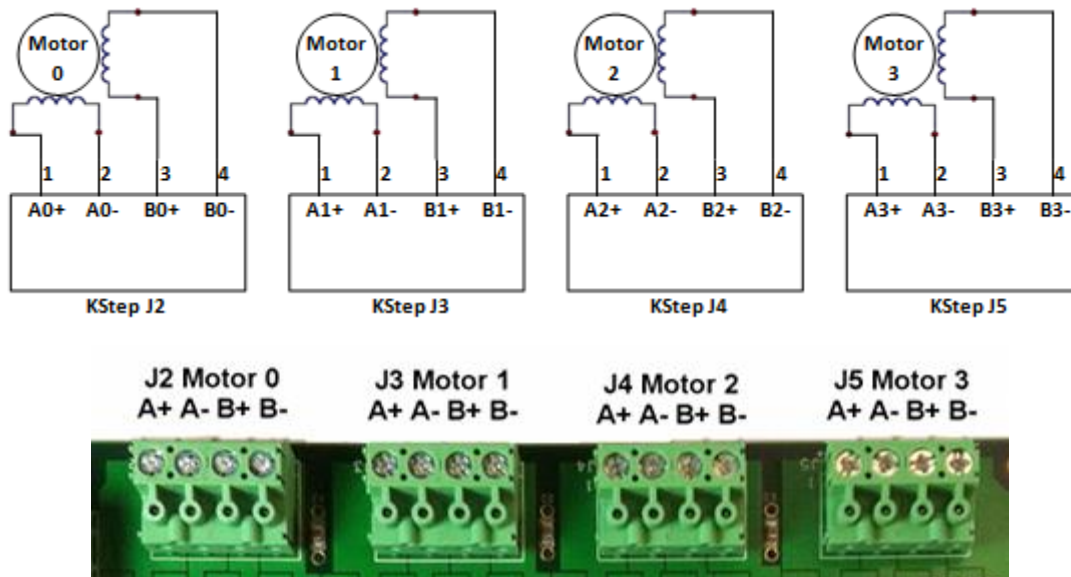 Motor
0
1 2 3 4
A0+ A0- B0+ B0-
KStep J2
Motor
1
1 2 3 4
A1+ A1- B1+ B1-
KStep J3
Motor
2
1 2 3 4
A2+ A2- B2+ B2-
KStep J4
Motor
3
1 2 3 4
A3+ A3- B3+ B3-
KStep J5
J2 Motor 0
A+ A- B+ B-
J3 Motor 1
A+ A- B+ B-
J4 Motor 2
A+ A- B+ B-
J5 Motor 3
A+ A- B+ B-